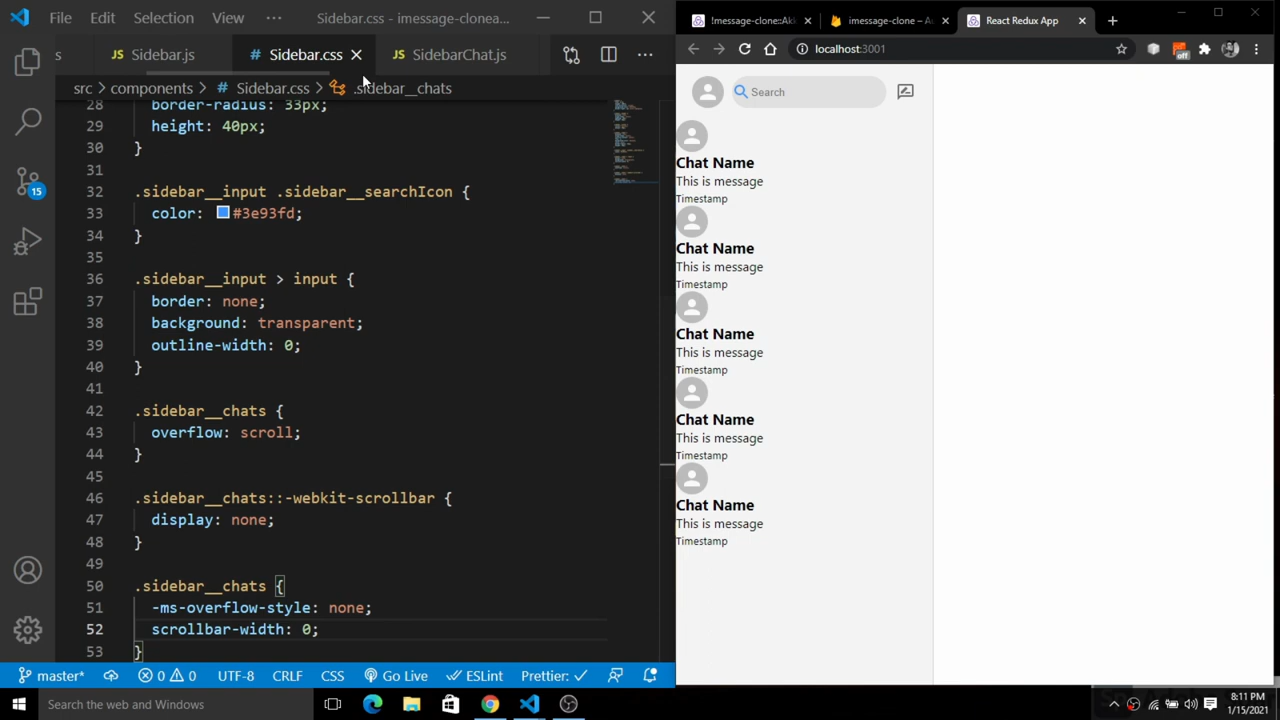 File Edit Selection View ··· Sidebar.css - imessage-clonea...
s JS Sidebar.js # Sidebar.css JS SidebarChat.js
src > components > # Sidebar.css > .sidebar__chats
28 border-radius: 33px;
29 height: 40px;
30 }
31
32 .sidebar__input .sidebar__searchIcon {
33 color: #3e93fd;
34 }
35
36 .sidebar__input > input {
37 border: none;
38 background: transparent;
39 outline-width: 0;
40 }
41
42 .sidebar__chats {
43 overflow: scroll;
44 }
45
46 .sidebar__chats::-webkit-scrollbar {
47 display: none;
48 }
49
50 .sidebar__chats {
51 -ms-overflow-style: none;
52 scrollbar-width: 0;
53 }
15
master* 0 0 UTF-8 CRLF CSS Go Live ESLint Prettier: ✓
!message-clone::Ak imessage-clone – Au React Redux App
localhost:3001
off
Search
Chat Name
This is message
Timestamp
Chat Name
This is message
Timestamp
Chat Name
This is message
Timestamp
Chat Name
This is message
Timestamp
Chat Name
This is message
Timestamp
Search the web and Windows
8:11 PM
1/15/2021